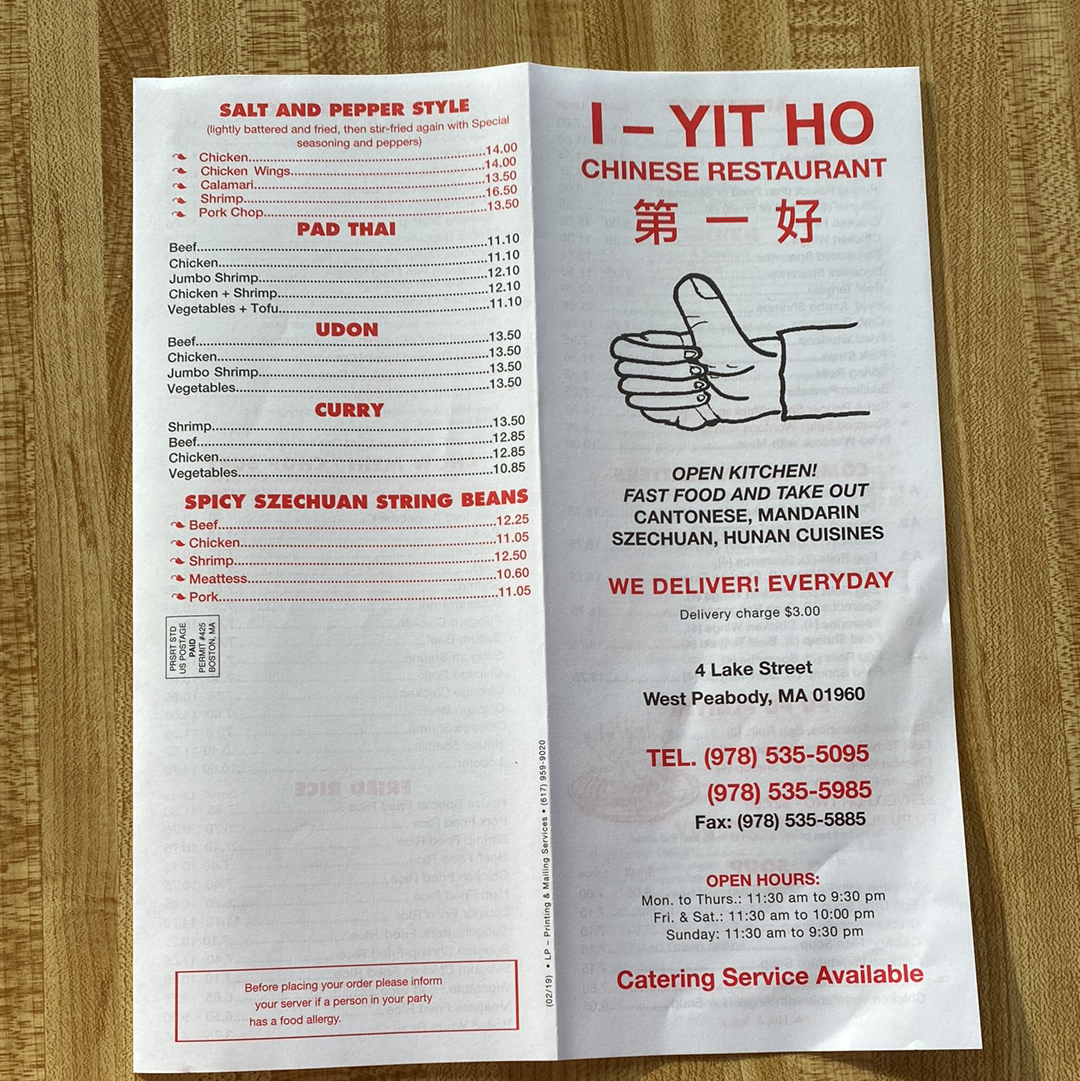 SALT AND PEPPER STYLE
(lightly battered and fried, then stir-fried again with Special
seasoning and peppers)
Chicken..................................................14.00
Chicken Wings..................................................14.00
Calamari..................................................13.50
Shrimp..................................................16.50
Pork Chop..................................................13.50
PAD THAI
Beef..................................................11.10
Chicken..................................................11.10
Jumbo Shrimp..................................................12.10
Chicken + Shrimp..................................................12.10
Vegetables + Tofu..................................................11.10
UDON
Beef..................................................13.50
Chicken..................................................13.50
Jumbo Shrimp..................................................13.50
Vegetables..................................................13.50
CURRY
Shrimp..................................................13.50
Beef..................................................12.85
Chicken..................................................12.85
Vegetables..................................................10.85
SPICY SZECHUAN STRING BEANS
Beef..................................................12.25
Chicken..................................................11.05
Shrimp..................................................12.50
Meattess..................................................10.60
Pork..................................................11.05
PRSRT STD
US POSTAGE
PAID
PERMIT #425
BOSTON, MA
Before placing your order please inform
your server if a person in your party
has a food allergy.
(02/19) • LP – Printing & Mailing Services • (617) 959-9020
I – YIT HO
CHINESE RESTAURANT
第一好
OPEN KITCHEN!
FAST FOOD AND TAKE OUT
CANTONESE, MANDARIN
SZECHUAN, HUNAN CUISINES
WE DELIVER! EVERYDAY
Delivery charge $3.00
4 Lake Street
West Peabody, MA 01960
TEL. (978) 535-5095
(978) 535-5985
Fax: (978) 535-5885
OPEN HOURS:
Mon. to Thurs.: 11:30 am to 9:30 pm
Fri. & Sat.: 11:30 am to 10:00 pm
Sunday: 11:30 am to 9:30 pm
Catering Service Available